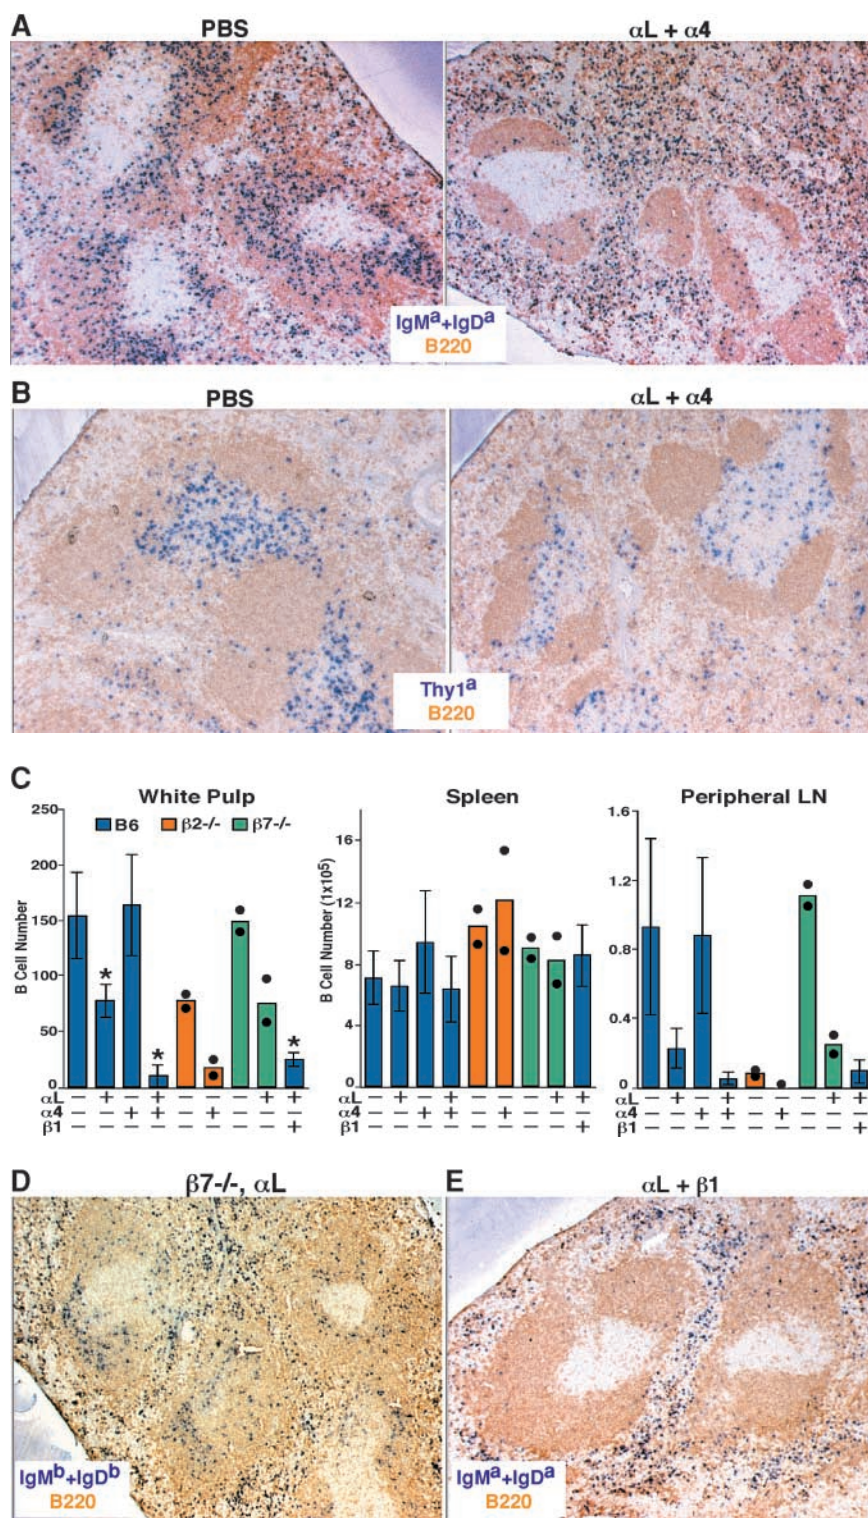 A
PBS
αL + α4
IgMᵃ+IgDᵃ
B220
B
PBS
αL + α4
Thy1ᵃ
B220
C
White Pulp
Spleen
Peripheral LN
B6
β2-/-
β7-/-
B Cell Number
250
200
150
100
50
0
*
*
*
B Cell Number (1x10⁵)
16
12
8
4
0
1.6
1.2
0.8
0.4
0
αL − + − + − − − + +
α4 − − + + − + − − −
β1 − − − − − − − − +
− + − + − − − + −
− − + + − + − − −
− − − − − − − − +
αL − + − + − − − + +
α4 − − + + − + − − −
β1 − − − − − − − − +
D
β7-/-, αL
E
αL + β1
IgMᵇ+IgDᵇ
B220
IgMᵃ+IgDᵃ
B220